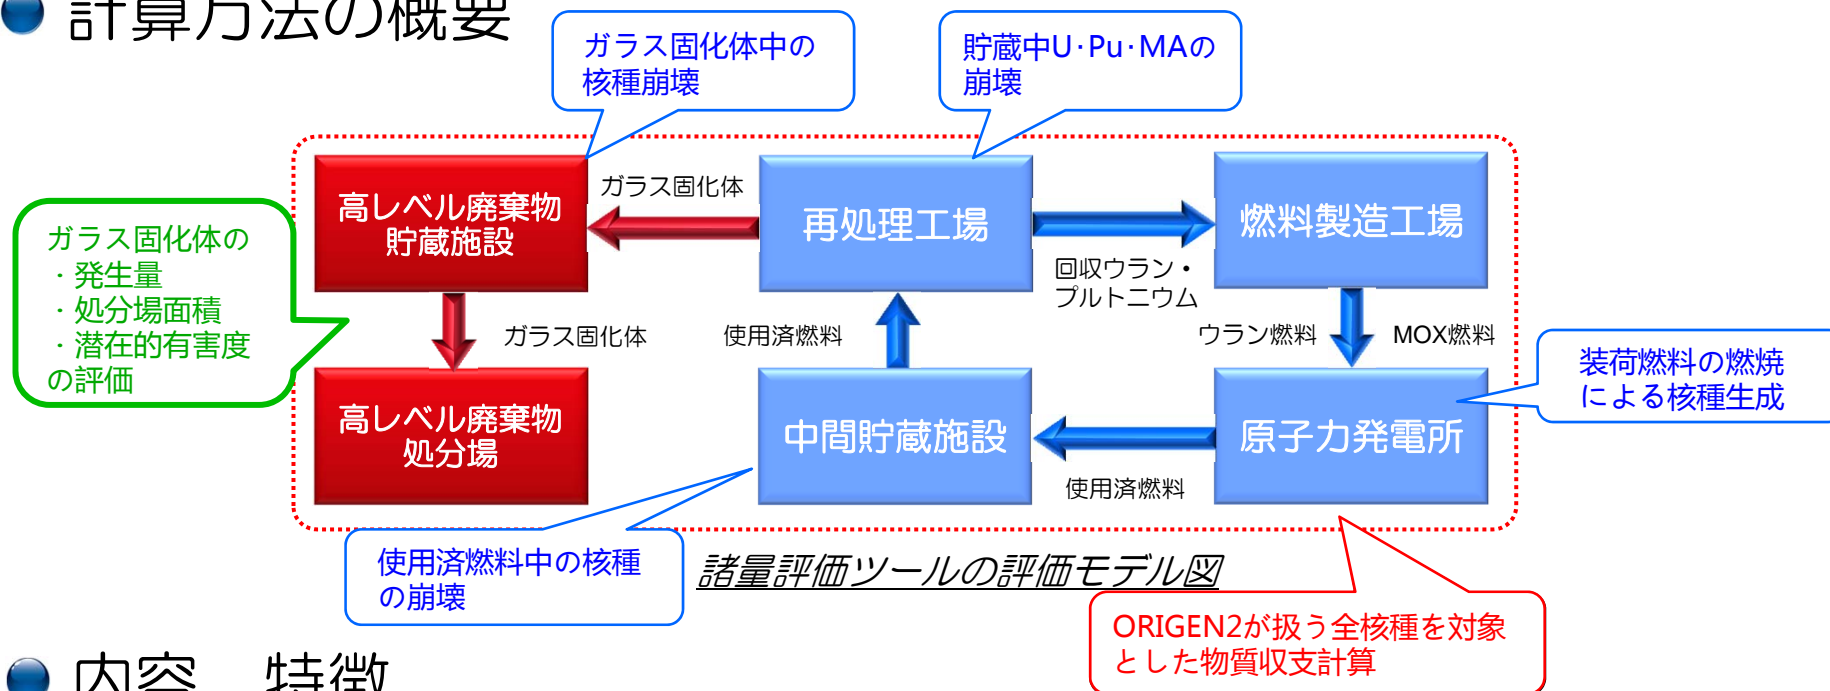 計算方法の概要
ガラス固化体中の
核種崩壊
貯蔵中U･Pu･MAの
崩壊
高レベル廃棄物
貯蔵施設
ガラス固化体
再処理工場
燃料製造工場
ガラス固化体の
・発生量
・処分場面積
・潜在的有害度
の評価
回収ウラン・
プルトニウム
ガラス固化体
使用済燃料
ウラン燃料
MOX燃料
装荷燃料の燃焼
による核種生成
高レベル廃棄物
処分場
中間貯蔵施設
原子力発電所
使用済燃料
使用済燃料中の核種
の崩壊
諸量評価ツールの評価モデル図
ORIGEN2が扱う全核種を対象
とした物質収支計算
内容　特徴